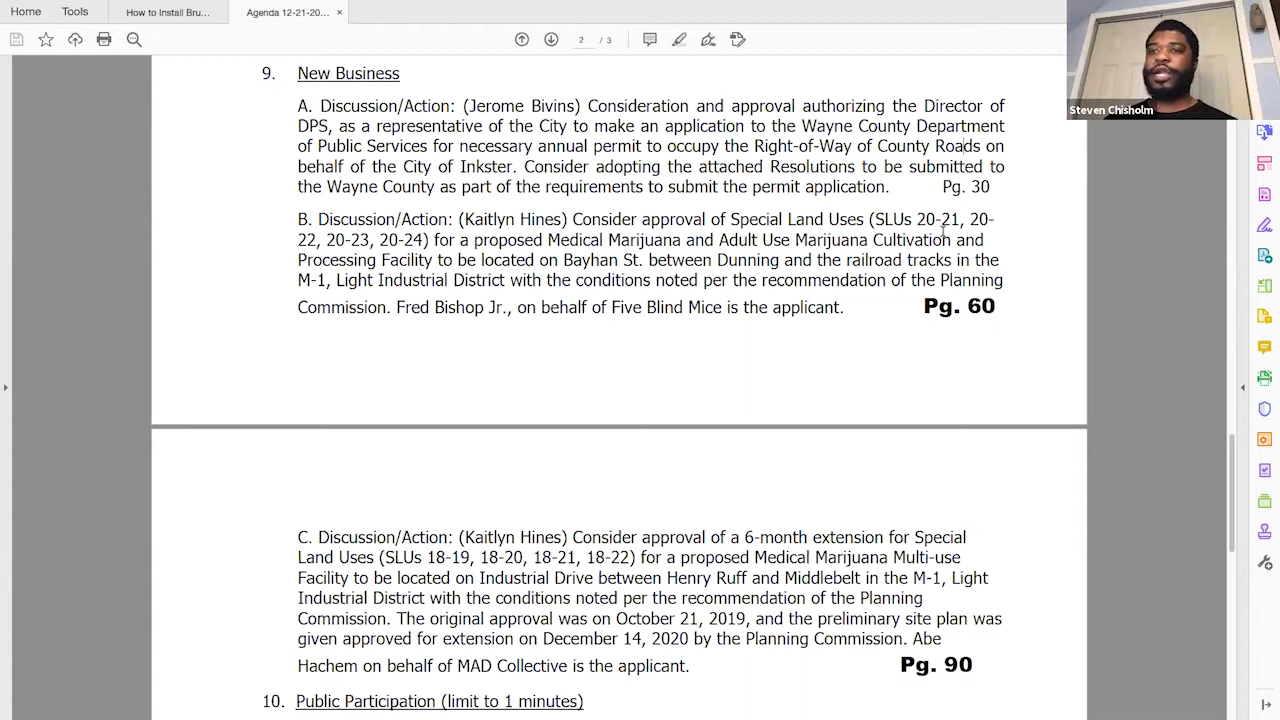 Home Tools How to Install Bru... Agenda 12-21-20... ×
2 / 3
Steven Chisholm
9. New Business
A. Discussion/Action: (Jerome Bivins) Consideration and approval authorizing the Director of
DPS, as a representative of the City to make an application to the Wayne County Department
of Public Services for necessary annual permit to occupy the Right-of-Way of County Roads on
behalf of the City of Inkster. Consider adopting the attached Resolutions to be submitted to
the Wayne County as part of the requirements to submit the permit application. Pg. 30
B. Discussion/Action: (Kaitlyn Hines) Consider approval of Special Land Uses (SLUs 20-21, 20-
22, 20-23, 20-24) for a proposed Medical Marijuana and Adult Use Marijuana Cultivation and
Processing Facility to be located on Bayhan St. between Dunning and the railroad tracks in the
M-1, Light Industrial District with the conditions noted per the recommendation of the Planning
Commission. Fred Bishop Jr., on behalf of Five Blind Mice is the applicant. Pg. 60
C. Discussion/Action: (Kaitlyn Hines) Consider approval of a 6-month extension for Special
Land Uses (SLUs 18-19, 18-20, 18-21, 18-22) for a proposed Medical Marijuana Multi-use
Facility to be located on Industrial Drive between Henry Ruff and Middlebelt in the M-1, Light
Industrial District with the conditions noted per the recommendation of the Planning
Commission. The original approval was on October 21, 2019, and the preliminary site plan was
given approved for extension on December 14, 2020 by the Planning Commission. Abe
Hachem on behalf of MAD Collective is the applicant. Pg. 90
10. Public Participation (limit to 1 minutes)